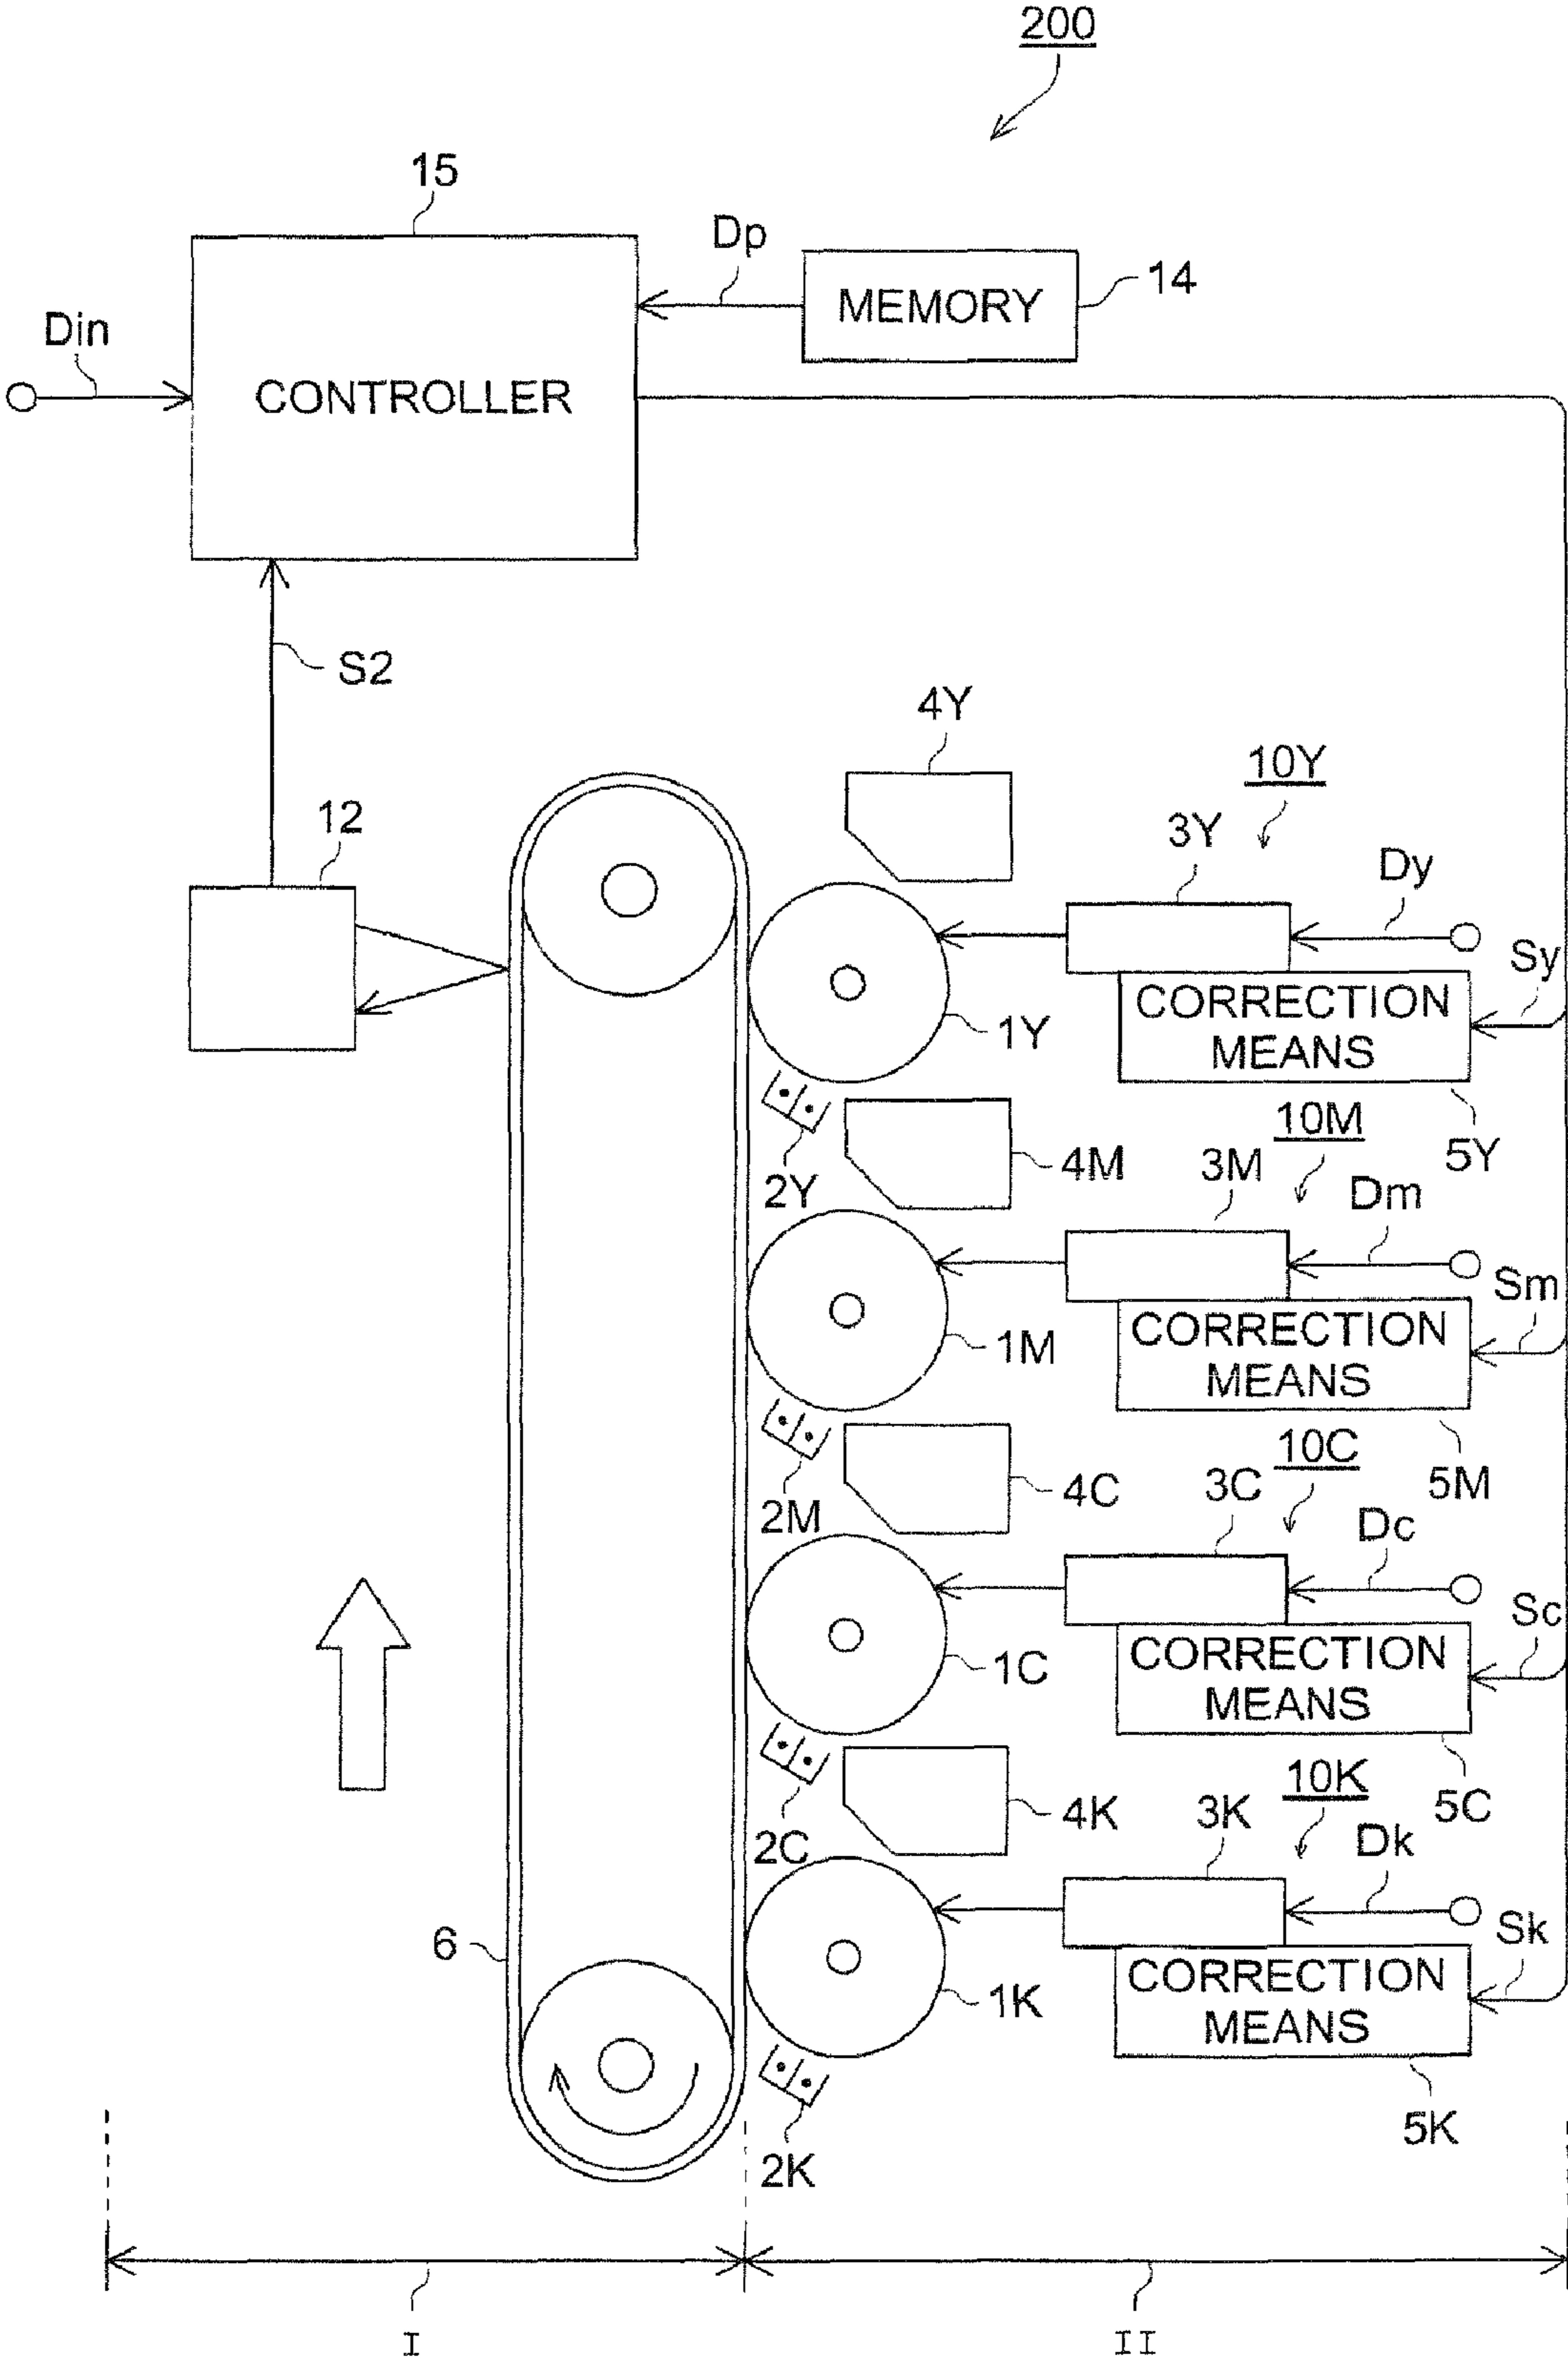 200
15
Dp
MEMORY
14
Din
CONTROLLER
S2
4Y
10Y
12
3Y
Dy
Sy
CORRECTION
MEANS
1Y
10M
5Y
4M
3M
2Y
Dm
Sm
CORRECTION
MEANS
1M
10C
5M
4C
3C
2M
Dc
Sc
CORRECTION
MEANS
1C
10K
5C
4K
3K
2C
Dk
6
Sk
CORRECTION
MEANS
1K
5K
2K
I
II